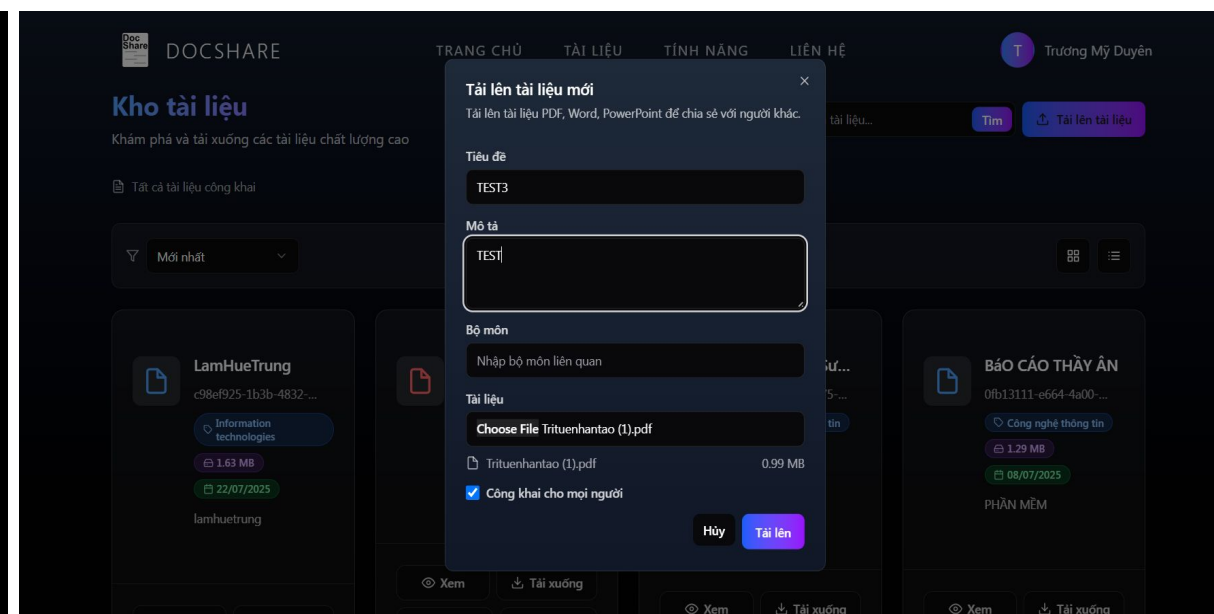 Doc
Share
DOCSHARE
TRANG CHỦ
TÀI LIỆU
TÍNH NĂNG
LIÊN HỆ
T
Trương Mỹ Duyên
Kho tài liệu
Khám phá và tải xuống các tài liệu chất lượng cao
tài liệu...
Tìm
Tải lên tài liệu
Tất cả tài liệu công khai
Mới nhất
Tải lên tài liệu mới
Tải lên tài liệu PDF, Word, PowerPoint để chia sẻ với người khác.
Tiêu đề
TEST3
Mô tả
TEST
Bộ môn
Nhập bộ môn liên quan
Tài liệu
Choose File Trituenhantao (1).pdf
Trituenhantao (1).pdf
0.99 MB
Công khai cho mọi người
Hủy
Tải lên
LamHueTrung
c98ef925-1b3b-4832-...
Information
technologies
1.63 MB
22/07/2025
lamhuetrung
Xem
Tải xuống
tin
Xem
Tải xuống
BáO CÁO THẦY ÂN
0fb13111-e664-4a00-...
Công nghệ thông tin
1.29 MB
08/07/2025
PHẦN MỀM
Xem
Tải xuống